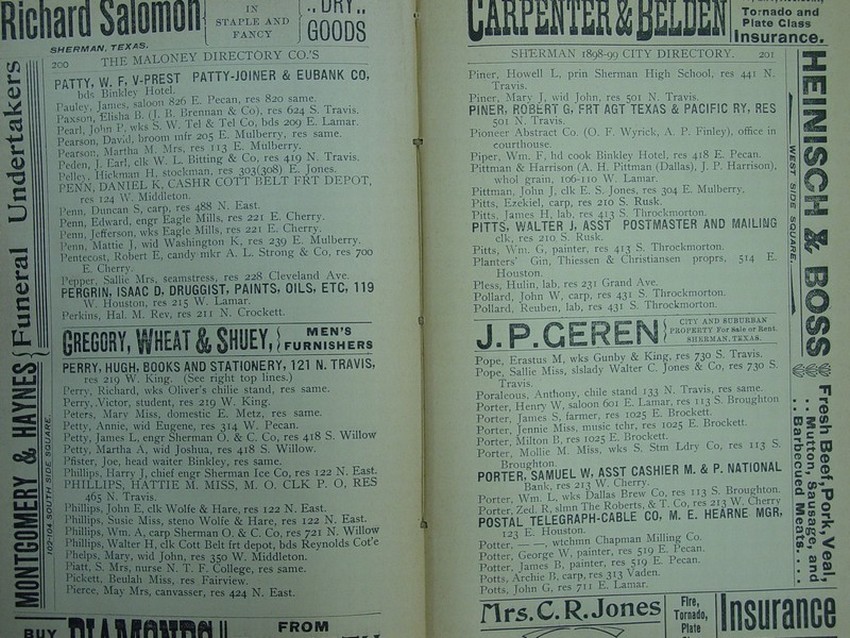 Richard Salomon
IN
STAPLE AND
FANCY
.. DRY..
GOODS
SHERMAN, TEXAS.
200 THE MALONEY DIRECTORY CO.'S
PATTY, W. F, V-PREST PATTY-JOINER & EUBANK CO,
bds Binkley Hotel.
Pauley, James, saloon 826 E. Pecan, res 820 same.
Paxson, Elisha B. (J. B. Brennan & Co), res 624 S. Travis.
Pearl, John P, wks S. W. Tel & Tel Co, bds 209 E. Lamar.
Pearson, David, broom mfr 205 E. Mulberry, res same.
Pearson, Martha M. Mrs, res 113 E. Mulberry.
Peden, J. Earl, clk W. L. Bitting & Co, res 419 N. Travis.
Pelley, Hickman H, stockman, res 303(308) E. Jones.
PENN, DANIEL K, CASHR COTT BELT FRT DEPOT,
res 124 W. Middleton.
Penn, Duncan S, carp, res 488 N. East.
Penn, Edward, engr Eagle Mills, res 221 E. Cherry.
Penn, Jefferson, wks Eagle Mills, res 221 E. Cherry.
Penn, Mattie J, wid Washington K, res 239 E. Mulberry.
Pentecost, Robert E, candy mkr A. L. Strong & Co, res 700
E. Cherry.
Pepper, Sallie Mrs, seamstress, res 228 Cleveland Ave.
PERGRIN, ISAAC D, DRUGGIST, PAINTS, OILS, ETC, 119
W. Houston, res 215 W. Lamar.
Perkins, Hal. M. Rev, res 211 N. Crockett.
GREGORY, WHEAT & SHUEY,
MEN'S
FURNISHERS
PERRY, HUGH, BOOKS AND STATIONERY, 121 N. TRAVIS,
res 219 W. King. (See right top lines.)
Perry, Richard, wks Oliver's chilie stand, res same.
Perry, Victor, student, res 219 W. King.
Peters, Mary Miss, domestic E. Metz, res same.
Petty, Annie, wid Eugene, res 314 W. Pecan.
Petty, James L, engr Sherman O. & C. Co, res 418 S. Willow
Petty, Martha A, wid Joshua, res 418 S. Willow.
Pfister, Joe, head waiter Binkley, res same.
Phillips, Harry J, chief engr Sherman Ice Co, res 122 N. East.
PHILLIPS, HATTIE M. MISS, M. O. CLK P. O, RES
465 N. Travis.
Phillips, John E, clk Wolfe & Hare, res 122 N. East.
Phillips, Susie Miss, steno Wolfe & Hare, res 122 N. East.
Phillips, Wm. A, carp Sherman O. & C. Co, res 721 N. Willow
Phillips, Walter H, clk Cott Belt frt depot, bds Reynolds Cot'e
Phelps, Mary, wid John, res 350 W. Middleton.
Piatt, S. Mrs, nurse N. T. F. College, res same.
Pickett, Beulah Miss, res Fairview.
Pierce, May Mrs, canvasser, res 424 N. East.
Funeral Undertakers
MONTGOMERY & HAYNES
102-104 SOUTH SIDE SQUARE.
BUY DIAMONDS
FROM
CARPENTER & BELDEN
Tornado and
Plate Class
Insurance.
SHERMAN 1898-99 CITY DIRECTORY. 201
Piner, Howell L, prin Sherman High School, res 441 N.
Travis.
Piner, Mary J, wid John, res 501 N. Travis.
PINER, ROBERT G, FRT AGT TEXAS & PACIFIC RY, RES
501 N. Travis.
Pioneer Abstract Co. (O. F. Wyrick, A. P. Finley), office in
courthouse.
Piper, Wm. F, hd cook Binkley Hotel, res 418 E. Pecan.
Pittman & Harrison (A. H. Pittman (Dallas), J. P. Harrison),
whol grain, 106-110 W. Lamar.
Pittman, John J, clk E. S. Jones, res 304 E. Mulberry.
Pitts, Ezekiel, carp, res 210 S. Rusk.
Pitts, James H, lab, res 413 S. Throckmorton.
PITTS, WALTER J, ASST POSTMASTER AND MAILING
clk, res 210 S. Rusk.
Pitts, Wm. G, painter, res 413 S. Throckmorton.
Planters' Gin, Thiessen & Christiansen proprs, 514 E.
Houston.
Pless, Hulin, lab, res 231 Grand Ave.
Pollard, John W, carp, res 431 S. Throckmorton.
Pollard, Reuben, lab, res 431 S. Throckmorton.
J. P. GEREN
CITY AND SUBURBAN
PROPERTY For Sale or Rent.
SHERMAN, TEXAS.
Pope, Erastus M, wks Gunby & King, res 730 S. Travis.
Pope, Sallie Miss, slslady Walter C. Jones & Co, res 730 S.
Travis.
Poraleous, Anthony, chile stand 133 N. Travis, res same.
Porter, Henry W, saloon 601 E. Lamar, res 113 S. Broughton
Porter, James S, farmer, res 1025 E. Brockett.
Porter, Jennie Miss, music tchr, res 1025 E. Brockett.
Porter, Milton B, res 1025 E. Brockett.
Porter, Mollie M. Miss, wks S. Stm Ldry Co, res 113 S.
Broughton.
PORTER, SAMUEL W, ASST CASHIER M. & P. NATIONAL
Bank, res 213 W. Cherry.
Porter, Wm. L, wks Dallas Brew Co, res 113 S. Broughton.
Porter, Zed. R, slmn The Roberts, & T. Co, res 213 W. Cherry
POSTAL TELEGRAPH-CABLE CO, M. E. HEARNE MGR,
123 E. Houston.
Porter, — —, wtchmn Chapman Milling Co.
Porter, George W, painter, res 519 E. Pecan.
Porter, James B, painter, res 519 E. Pecan.
Potts, Archie B, carp, res 313 Vaden.
Potts, John G, res 711 E. Lamar.
HEINISCH & BOSS
WEST SIDE SQUARE.
Fresh Beef, Pork Veal,
.. Mutton, Sausage, and
.. Barbecued Meats....
Mrs. C. R. Jones
Fire,
Tornado,
Plate
Insurance